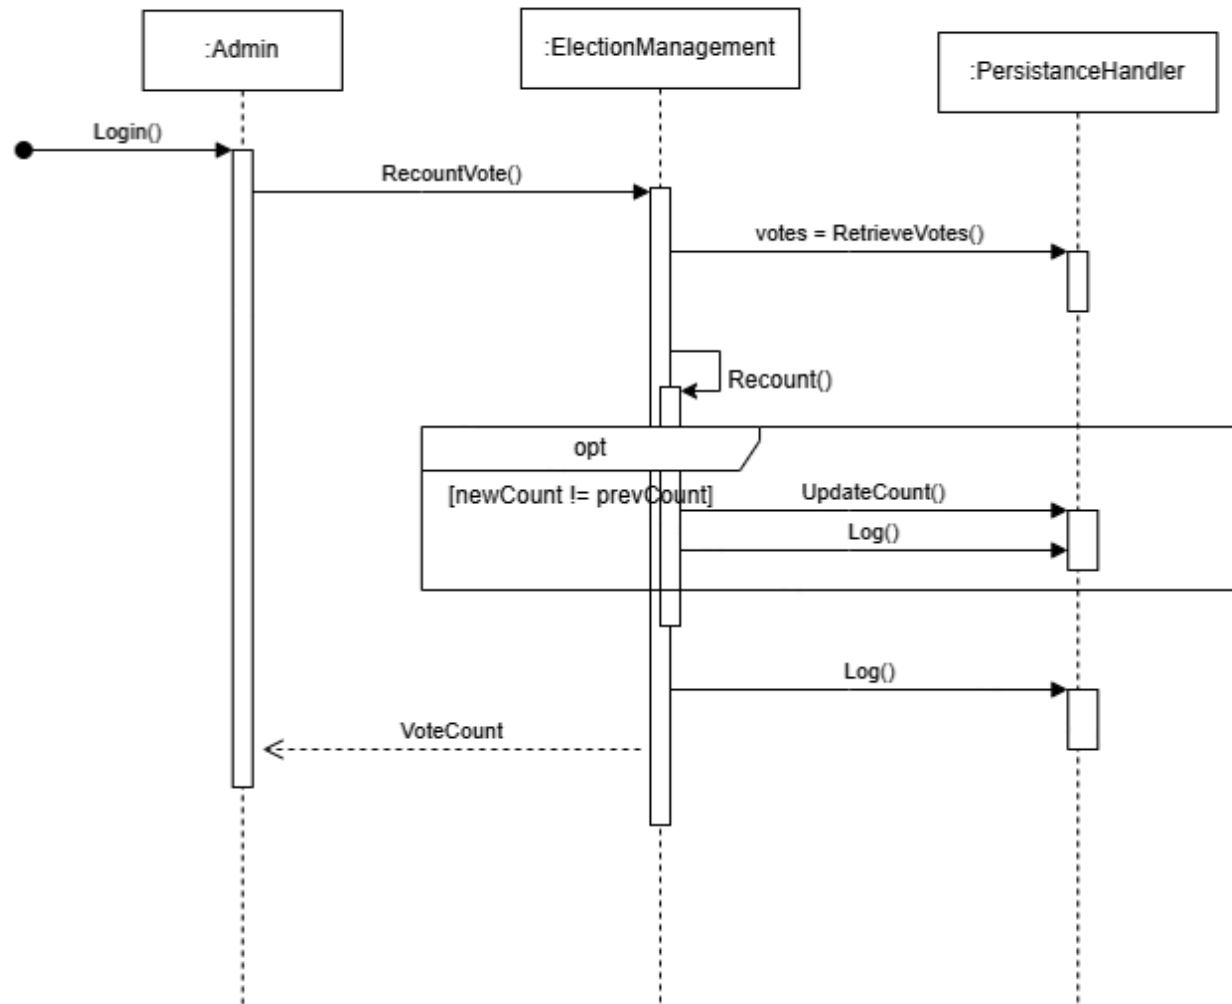 :Admin
:ElectionManagement
:PersistanceHandler
Login()
RecountVote()
votes = RetrieveVotes()
Recount()
opt
[newCount != prevCount]
UpdateCount()
Log()
Log()
VoteCount